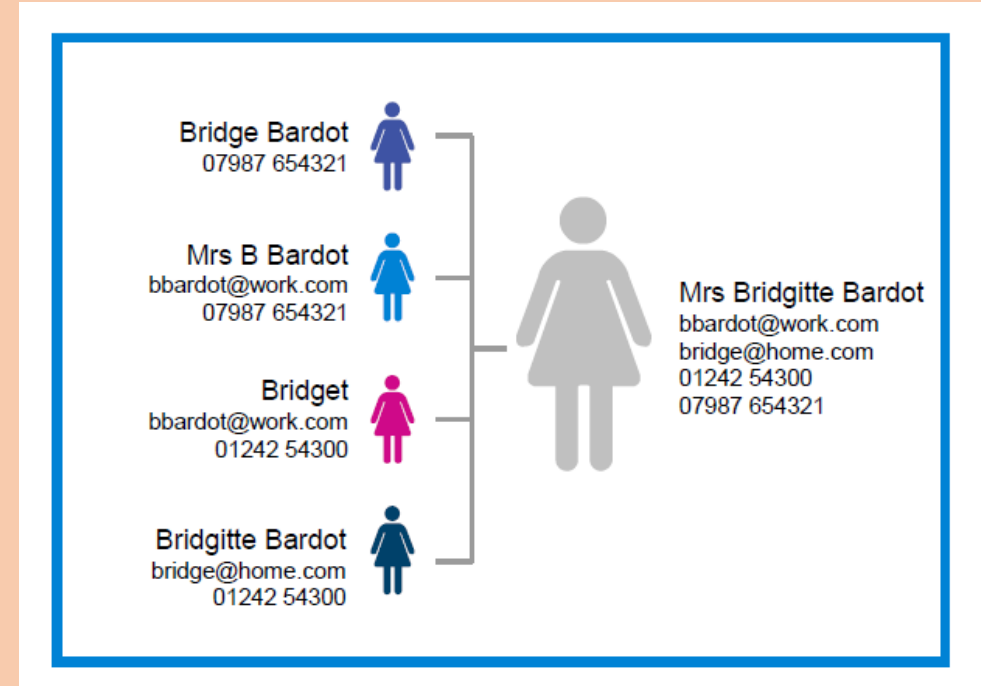 Bridge Bardot
07987 654321
Mrs B Bardot
bbardot@work.com
07987 654321
Bridget
bbardot@work.com
01242 54300
Bridgitte Bardot
bridge@home.com
01242 54300
Mrs Bridgitte Bardot
bbardot@work.com
bridge@home.com
01242 54300
07987 654321